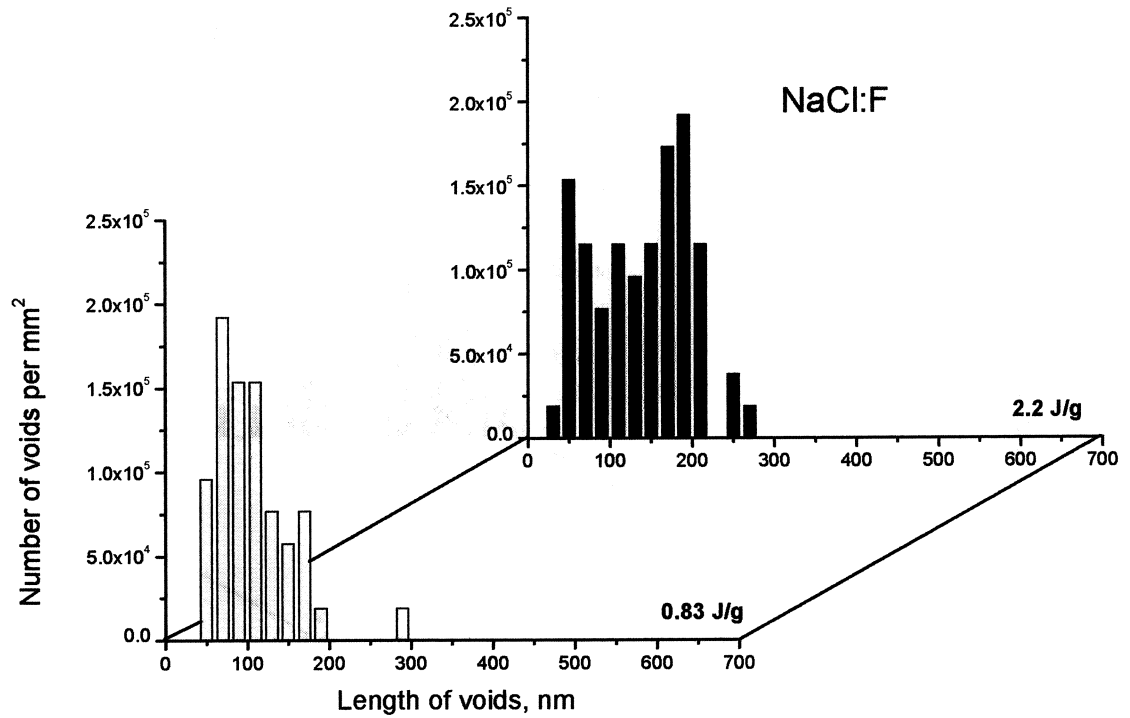 2.5x10⁵
2.0x10⁵
1.5x10⁵
1.0x10⁵
5.0x10⁴
0.0
NaCl:F
2.2 J/g
0 100 200 300 400 500 600 700
Number of voids per mm²
2.5x10⁵
2.0x10⁵
1.5x10⁵
1.0x10⁵
5.0x10⁴
0.0
0.83 J/g
0 100 200 300 400 500 600 700
Length of voids, nm